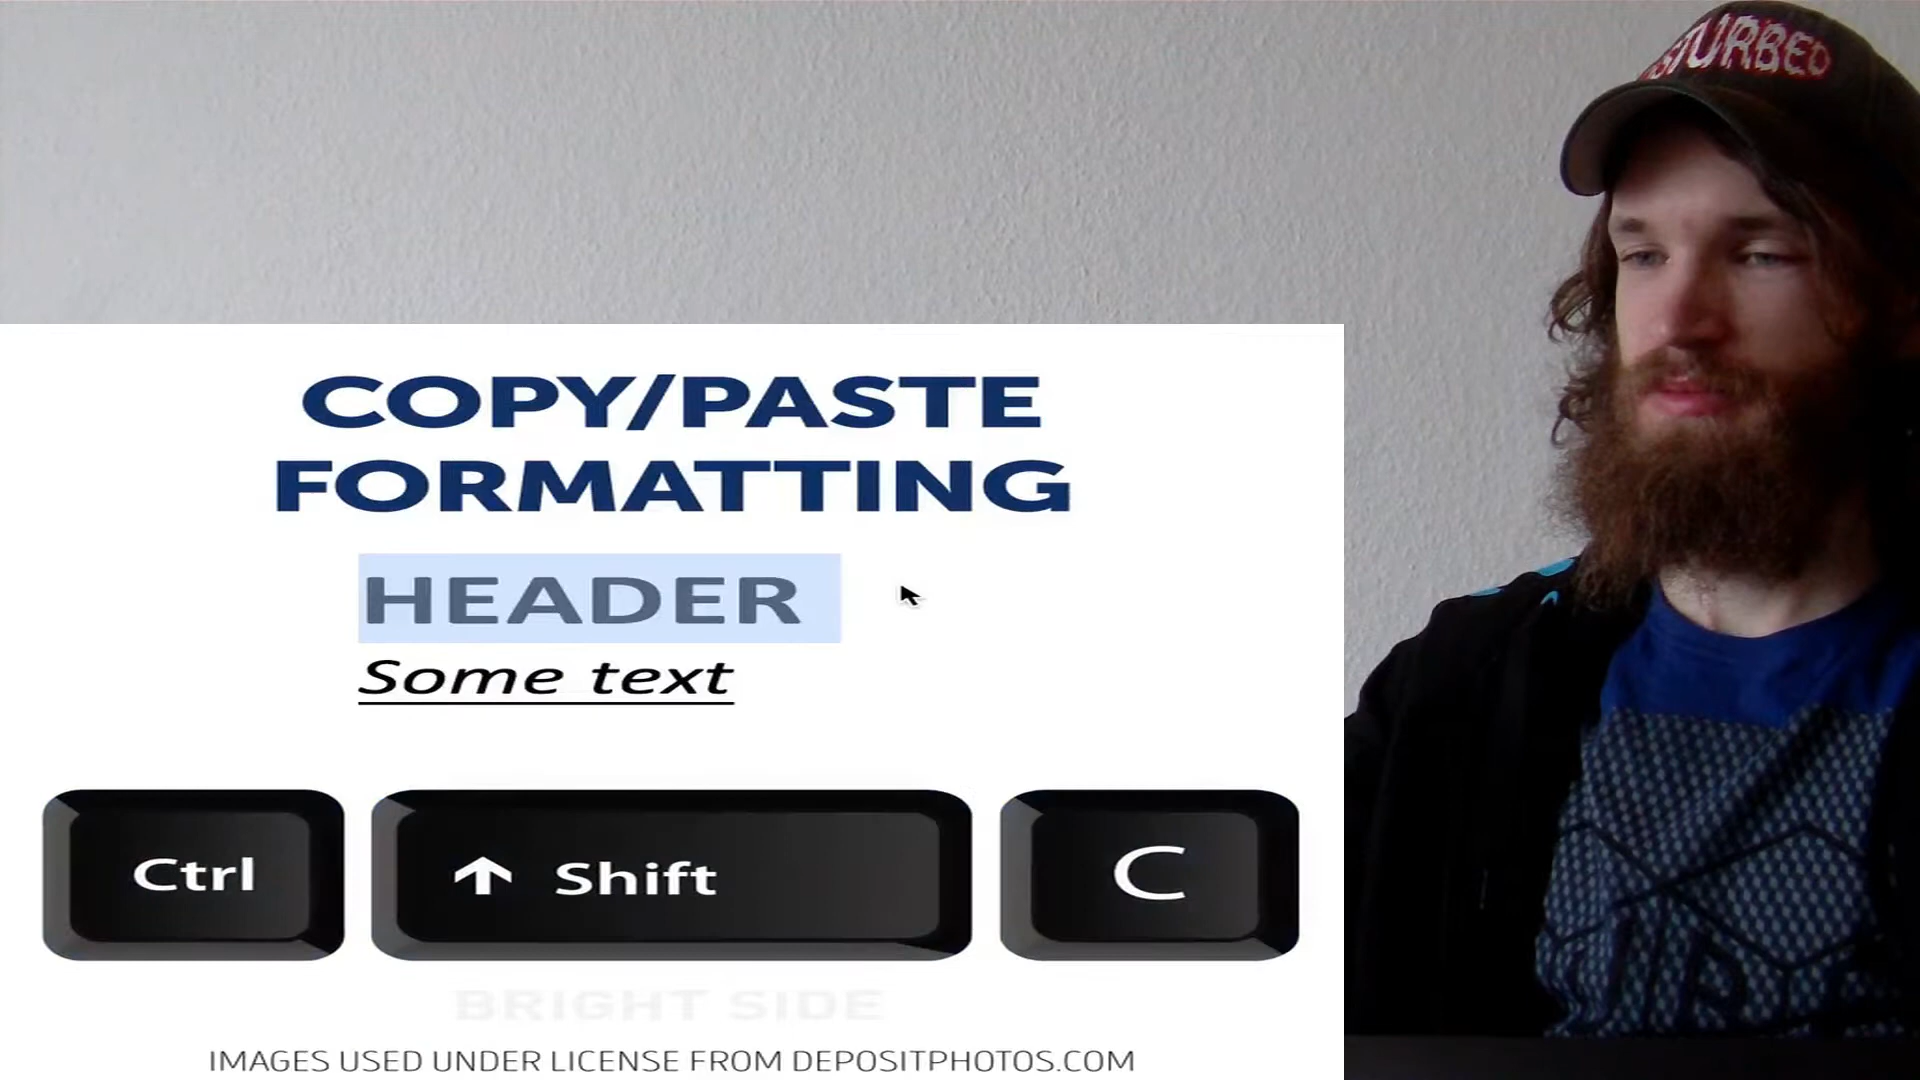 COPY/PASTE
FORMATTING
HEADER
Some text
Ctrl
Shift
C
BRIGHT SIDE
IMAGES USED UNDER LICENSE FROM DEPOSITPHOTOS.COM